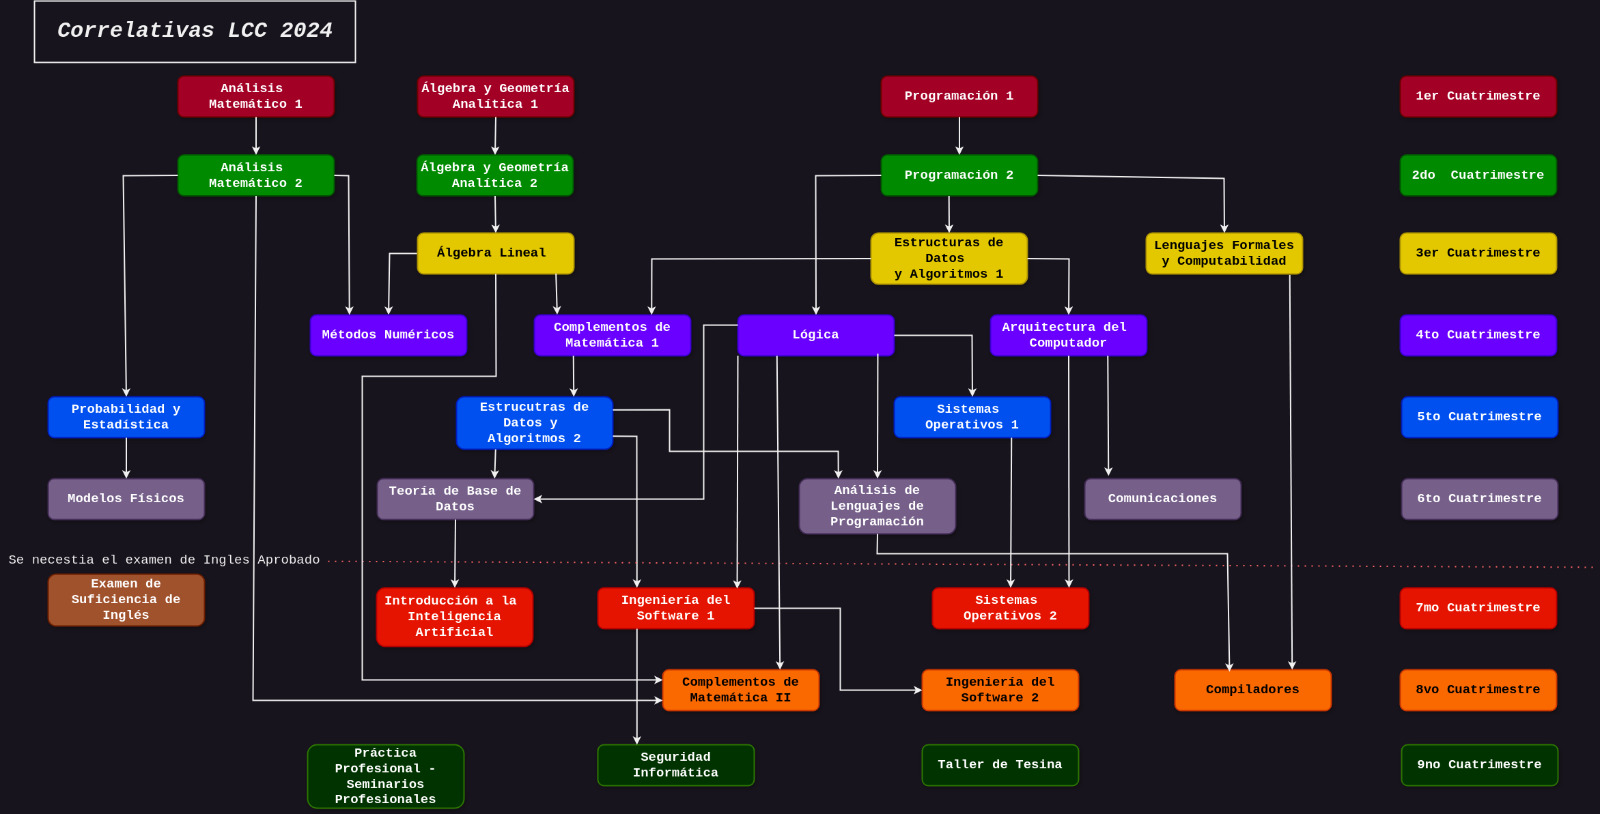 Correlativas LCC 2024
Análisis
Matemático 1
Álgebra y Geometría
Analítica 1
Programación 1
1er Cuatrimestre
Análisis
Matemático 2
Álgebra y Geometría
Analítica 2
Programación 2
2do  Cuatrimestre
Álgebra Lineal
Estructuras de
Datos
y Algoritmos 1
Lenguajes Formales
y Computabilidad
3er Cuatrimestre
Métodos Numéricos
Complementos de
Matemática 1
Lógica
Arquitectura del
Computador
4to Cuatrimestre
Probabilidad y
Estadística
Estrucutras de
Datos y
Algoritmos 2
Sistemas
Operativos 1
5to Cuatrimestre
Modelos Físicos
Teoría de Base de
Datos
Análisis de
Lenguajes de
Programación
Comunicaciones
6to Cuatrimestre
Se necestia el examen de Ingles Aprobado
Examen de
Suficiencia de
Inglés
Introducción a la
Inteligencia
Artificial
Ingeniería del
Software 1
Sistemas
Operativos 2
7mo Cuatrimestre
Complementos de
Matemática II
Ingeniería del
Software 2
Compiladores
8vo Cuatrimestre
Práctica
Profesional -
Seminarios
Profesionales
Seguridad
Informática
Taller de Tesina
9no Cuatrimestre